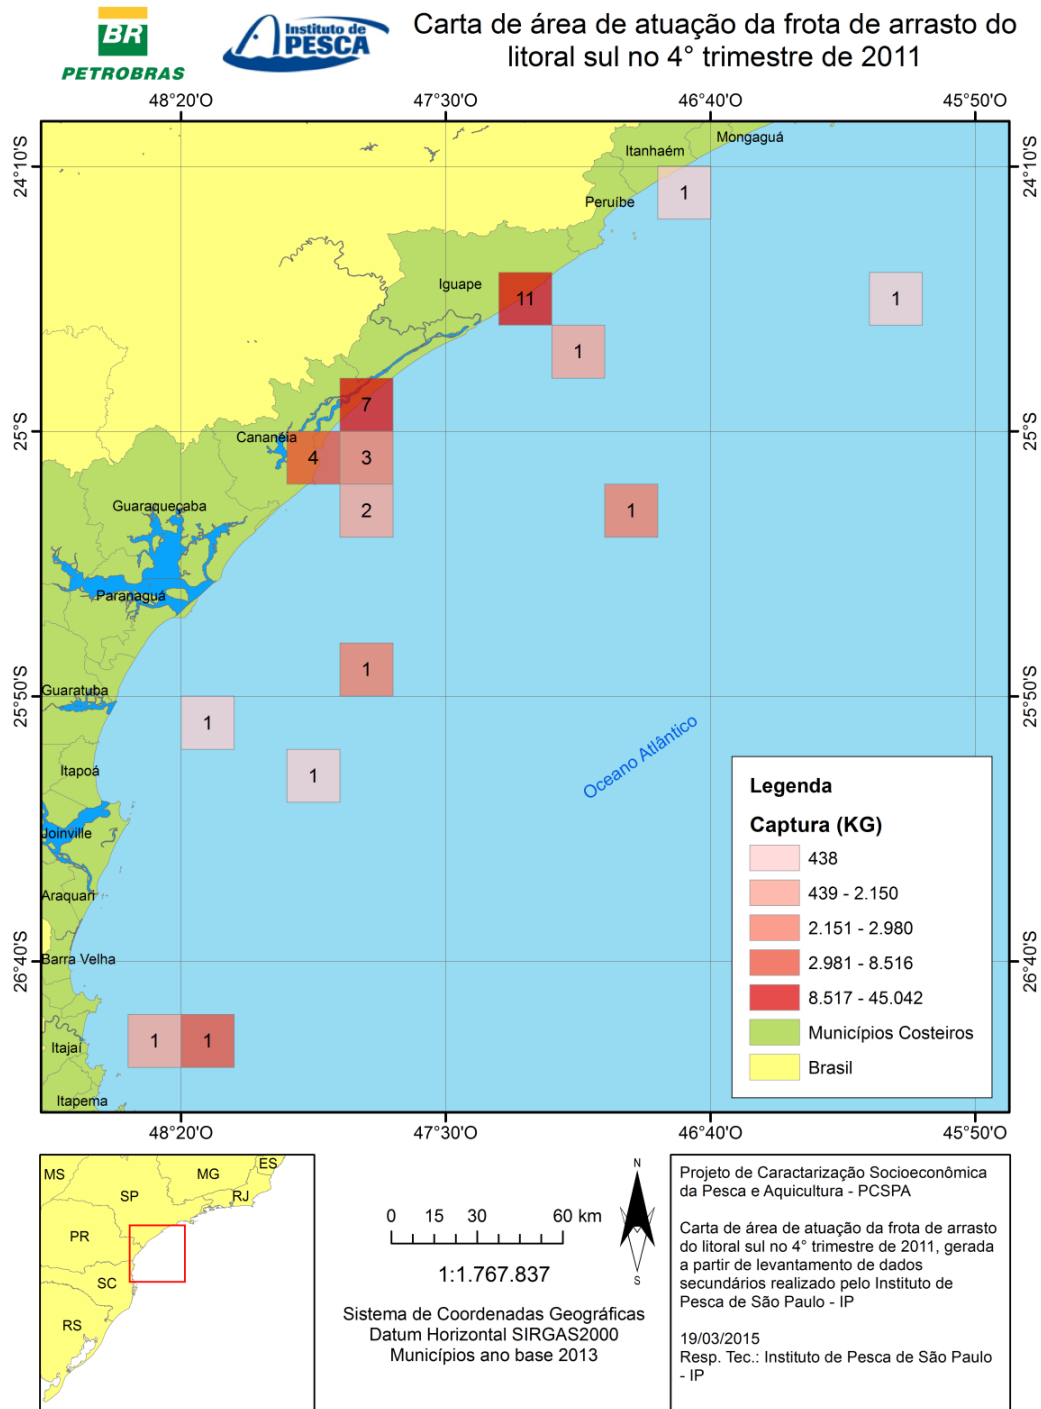 BR
PETROBRAS
Instituto de
PESCA
Carta de área de atuação da frota de arrasto do
litoral sul no 4° trimestre de 2011
48°20'O
47°30'O
46°40'O
45°50'O
24°10'S
24°10'S
Mongaguá
Itanhaém
1
Peruíbe
Iguape
11
1
1
7
25°S
25°S
Cananéia
4
3
Guaraqueçaba
2
1
Paranaguá
1
Guaratuba
25°50'S
25°50'S
1
Itapoá
1
Oceano Atlântico
Joinville
Araquari
Barra Velha
26°40'S
26°40'S
Itajaí
1
1
Itapema
Legenda
Captura (KG)
438
439 - 2.150
2.151 - 2.980
2.981 - 8.516
8.517 - 45.042
Municípios Costeiros
Brasil
48°20'O
47°30'O
46°40'O
45°50'O
MS
MG
ES
SP
RJ
PR
SC
RS
0 15 30 60 km
1:1.767.837
N
S
Sistema de Coordenadas Geográficas
Datum Horizontal SIRGAS2000
Municípios ano base 2013
Projeto de Caractarização Socioeconômica
da Pesca e Aquicultura - PCSPA
Carta de área de atuação da frota de arrasto
do litoral sul no 4° trimestre de 2011, gerada
a partir de levantamento de dados
secundários realizado pelo Instituto de
Pesca de São Paulo - IP
19/03/2015
Resp. Tec.: Instituto de Pesca de São Paulo
- IP